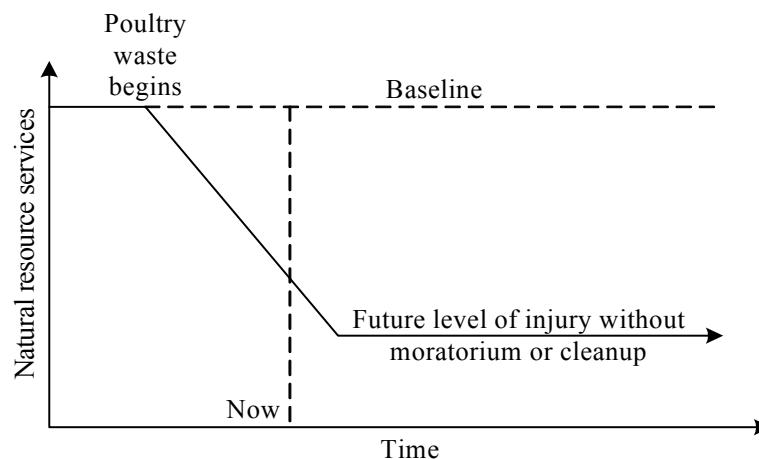 Poultry
waste
begins
Baseline
Natural resource services
Future level of injury without
moratorium or cleanup
Now
Time